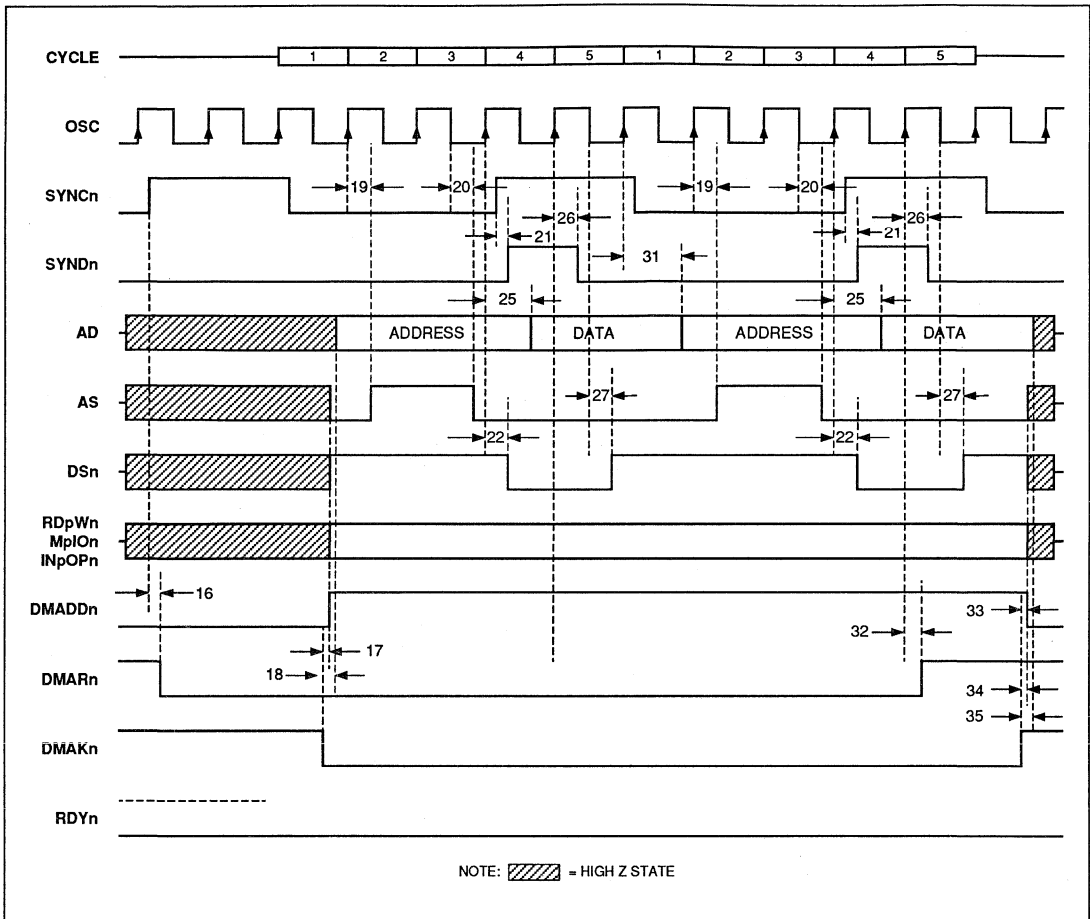 CYCLE 1 2 3 4 5 1 2 3 4 5
OSC
19 20 19 20
SYNCn
26 26
21 21
31
SYNDn
25 25
AD ADDRESS DATA ADDRESS DATA
AS 27 27
22 22
DSn
RDpWn
MpIOn
INpOPn
16
DMADDn 33
32
17
18
DMARn
34
35
DMAKn
RDYn
NOTE: = HIGH Z STATE